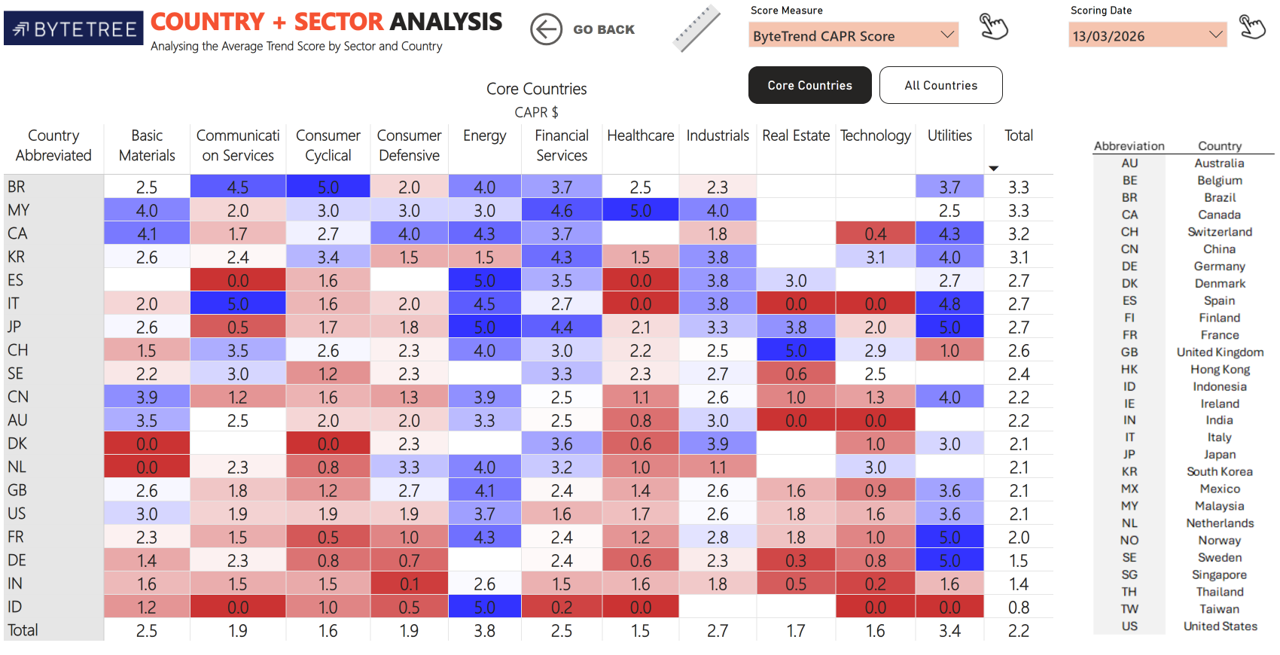 BYTETREE
COUNTRY + SECTOR ANALYSIS
Analysing the Average Trend Score by Sector and Country
GO BACK
Score Measure
ByteTrend CAPR Score
Scoring Date
13/03/2026
Core Countries
All Countries
Core Countries
CAPR $
Country Abbreviated Basic Materials Communicati on Services Consumer Cyclical Consumer Defensive Energy Financial Services Healthcare Industrials Real Estate Technology Utilities Total
BR 2.5 4.5 5.0 2.0 4.0 3.7 2.5 2.3 3.7 3.3
MY 4.0 2.0 3.0 3.0 3.0 4.6 5.0 4.0 2.5 3.3
CA 4.1 1.7 2.7 4.0 4.3 3.7 1.8 0.4 4.3 3.2
KR 2.6 2.4 3.4 1.5 1.5 4.3 1.5 3.8 3.1 4.0 3.1
ES 0.0 1.6 5.0 3.5 0.0 3.8 3.0 2.7 2.7
IT 2.0 5.0 1.6 2.0 4.5 2.7 0.0 3.8 0.0 0.0 4.8 2.7
JP 2.6 0.5 1.7 1.8 5.0 4.4 2.1 3.3 3.8 2.0 5.0 2.7
CH 1.5 3.5 2.6 2.3 4.0 3.0 2.2 2.5 5.0 2.9 1.0 2.6
SE 2.2 3.0 1.2 2.3 3.3 2.3 2.7 0.6 2.5 2.4
CN 3.9 1.2 1.6 1.3 3.9 2.5 1.1 2.6 1.0 1.3 4.0 2.2
AU 3.5 2.5 2.0 2.0 3.3 2.5 0.8 3.0 0.0 0.0 2.2
DK 0.0 0.0 2.3 3.6 0.6 3.9 1.0 3.0 2.1
NL 0.0 2.3 0.8 3.3 4.0 3.2 1.0 1.1 3.0 2.1
GB 2.6 1.8 1.2 2.7 4.1 2.4 1.4 2.6 1.6 0.9 3.6 2.1
US 3.0 1.9 1.9 1.9 3.7 1.6 1.7 2.6 1.8 1.6 3.6 2.1
FR 2.3 1.5 0.5 1.0 4.3 2.4 1.2 2.8 1.8 1.0 5.0 2.0
DE 1.4 2.3 0.8 0.7 2.4 0.6 2.3 0.3 0.8 5.0 1.5
IN 1.6 1.5 1.5 0.1 2.6 1.5 1.6 1.8 0.5 0.2 1.6 1.4
ID 1.2 0.0 1.0 0.5 5.0 0.2 0.0 0.0 0.0 0.8
Total 2.5 1.9 1.6 1.9 3.8 2.5 1.5 2.7 1.7 1.6 3.4 2.2
Abbreviation Country
AU Australia
BE Belgium
BR Brazil
CA Canada
CH Switzerland
CN China
DE Germany
DK Denmark
ES Spain
FI Finland
FR France
GB United Kingdom
HK Hong Kong
ID Indonesia
IE Ireland
IN India
IT Italy
JP Japan
KR South Korea
MX Mexico
MY Malaysia
NL Netherlands
NO Norway
SE Sweden
SG Singapore
TH Thailand
TW Taiwan
US United States